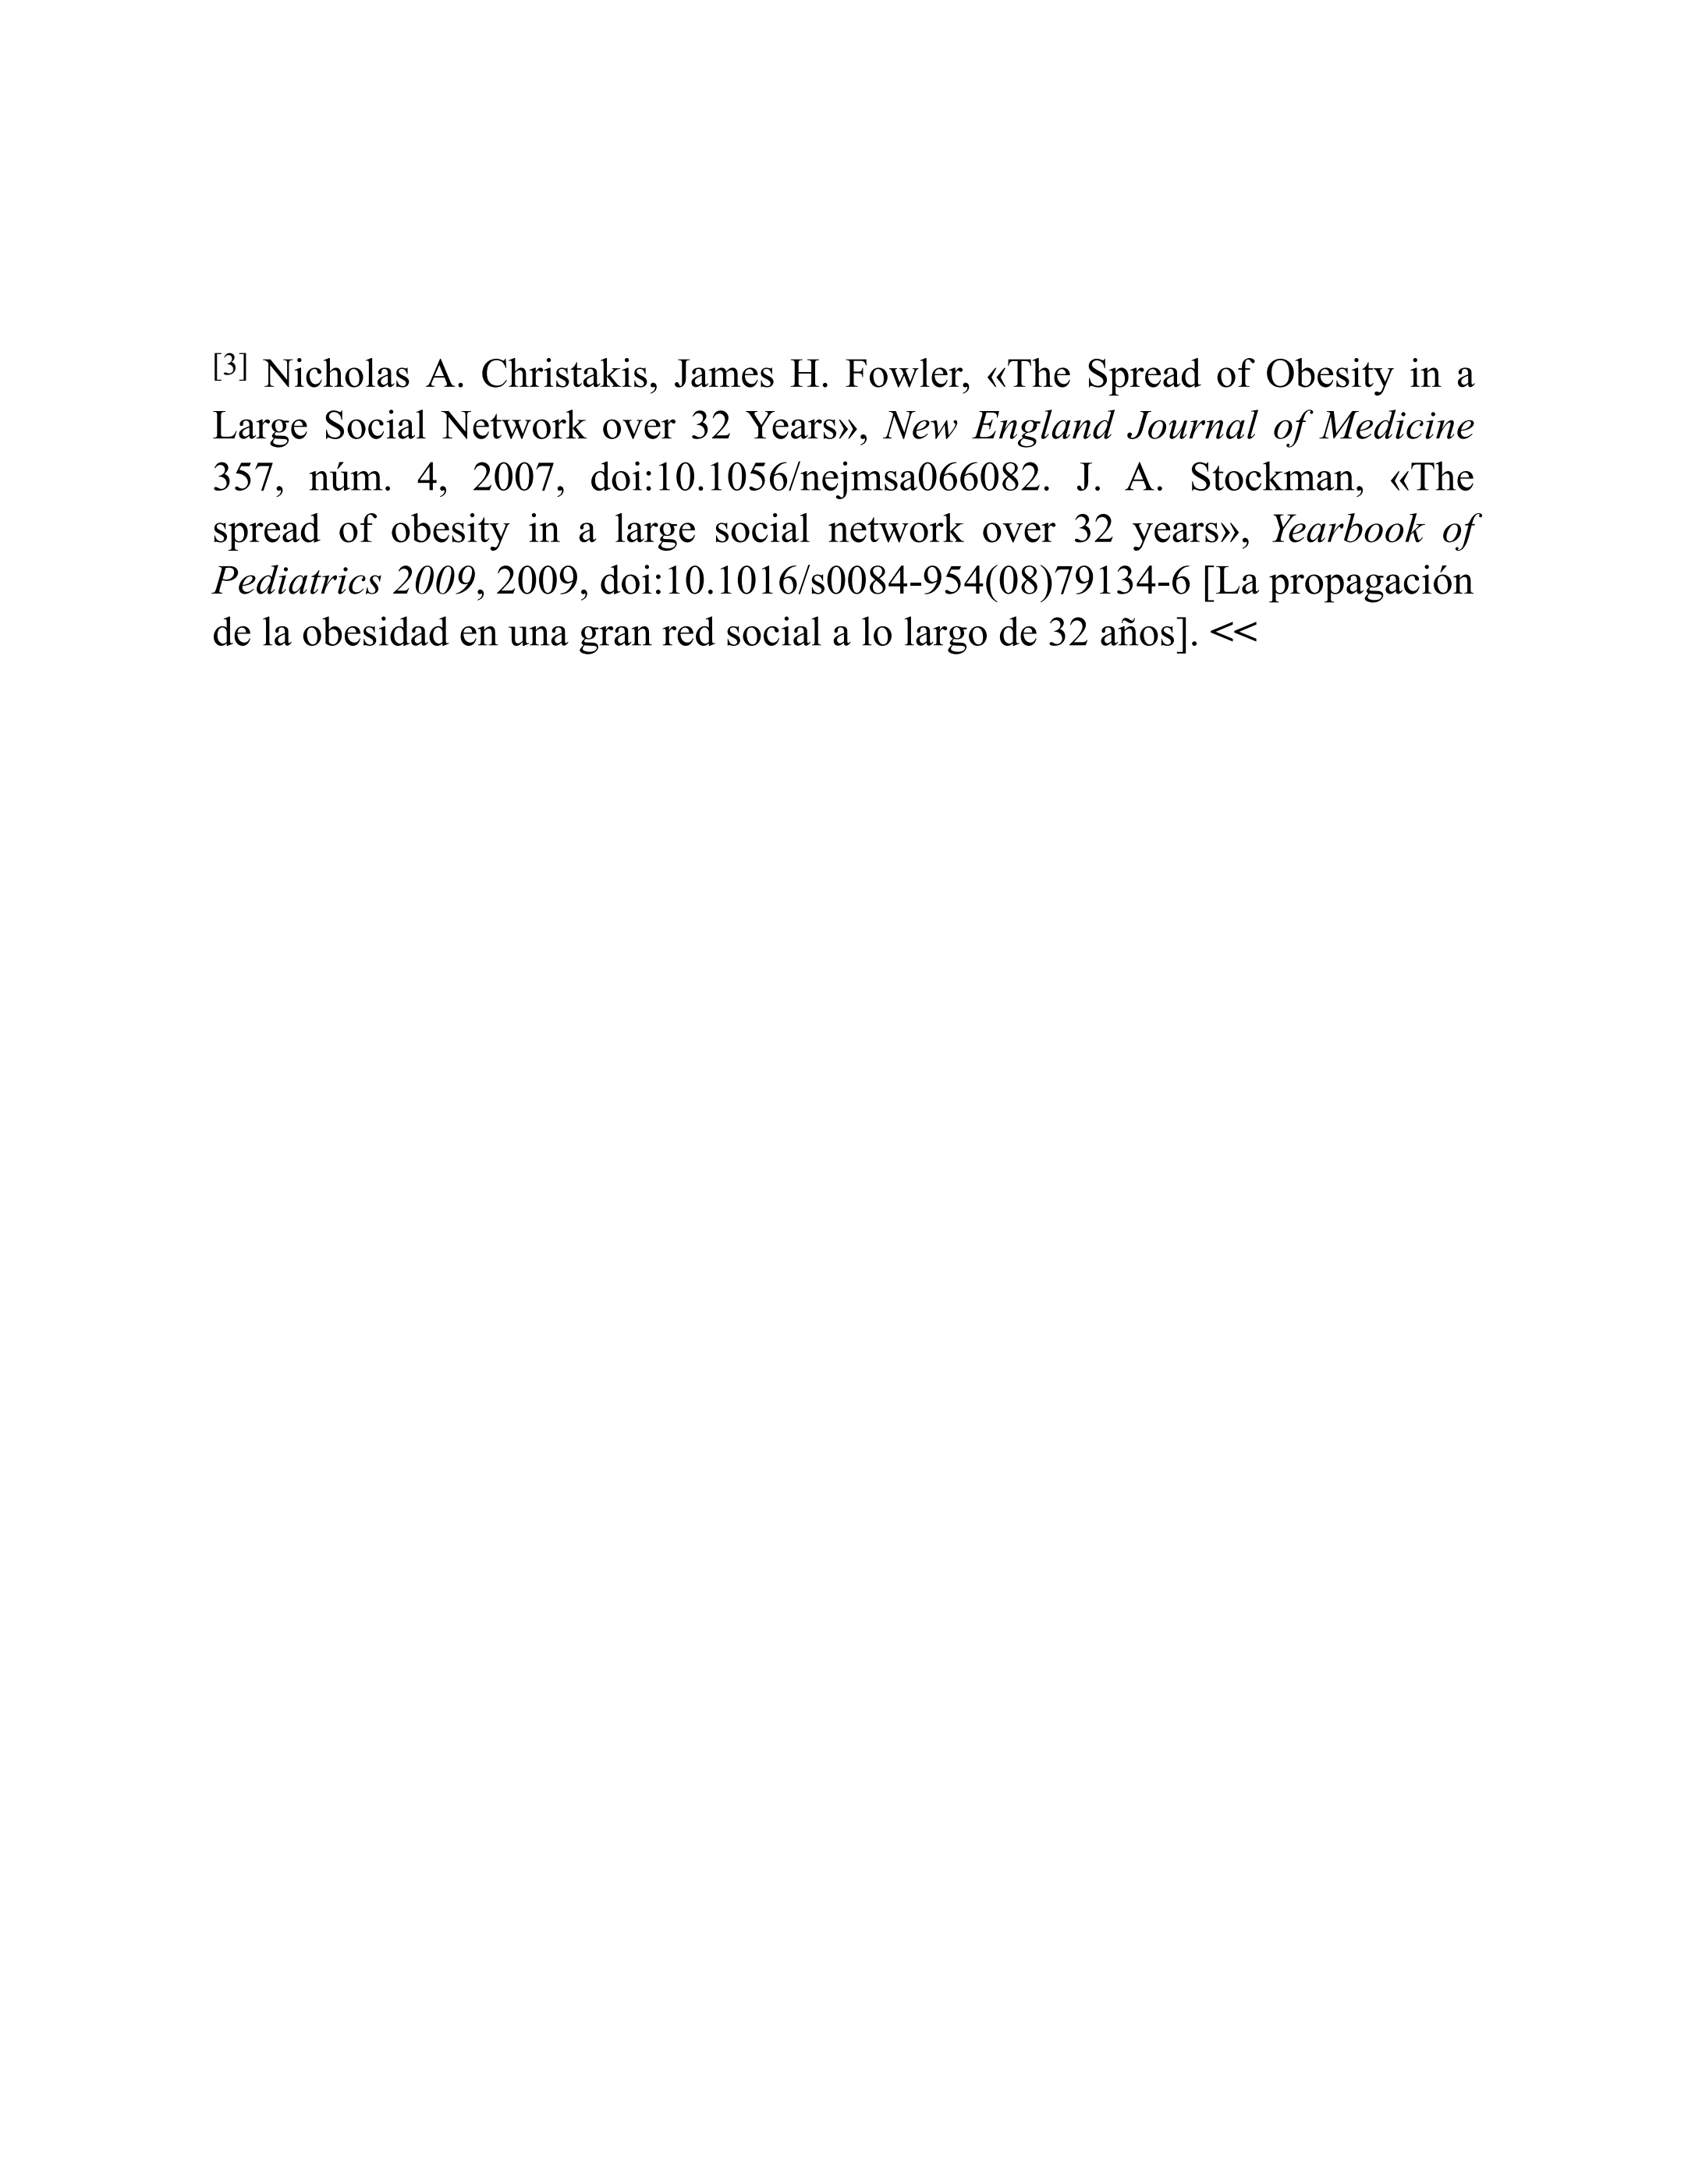 [3] Nicholas A. Christakis, James H. Fowler, «The Spread of Obesity in a
Large Social Network over 32 Years», New England Journal of Medicine
357, núm. 4, 2007, doi:10.1056/nejmsa066082. J. A. Stockman, «The
spread of obesity in a large social network over 32 years», Yearbook of
Pediatrics 2009, 2009, doi:10.1016/s0084-954(08)79134-6 [La propagación
de la obesidad en una gran red social a lo largo de 32 años]. <<